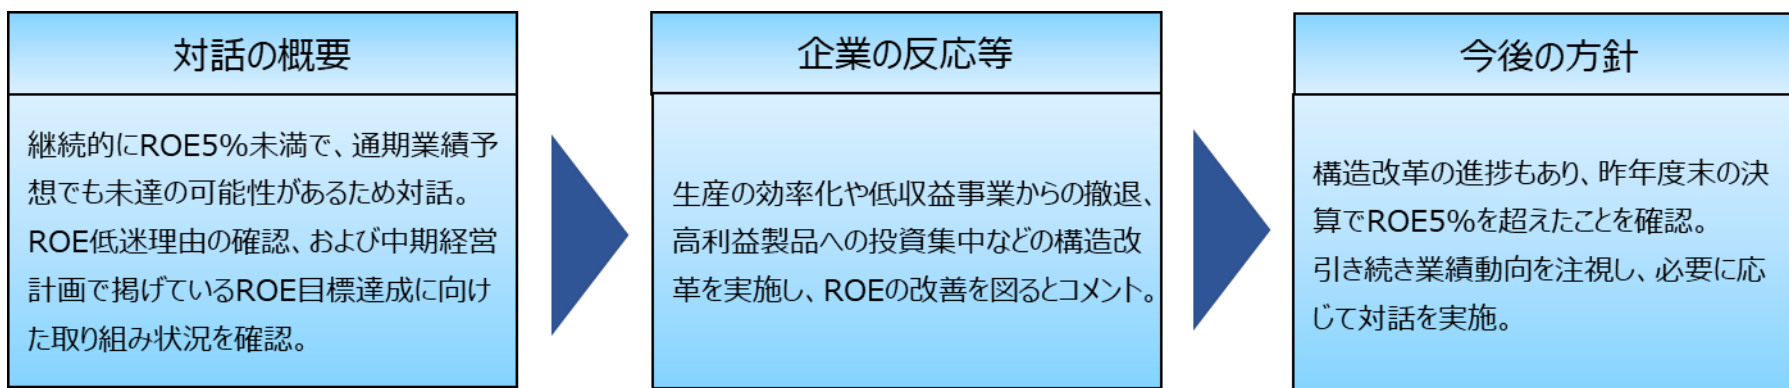 対話の概要
継続的にROE5%未満で、通期業績予
想でも未達の可能性があるため対話。
ROE低迷理由の確認、および中期経営
計画で掲げているROE目標達成に向け
た取り組み状況を確認。
企業の反応等
生産の効率化や低収益事業からの撤退、
高利益製品への投資集中などの構造改
革を実施し、ROEの改善を図るとコメント。
今後の方針
構造改革の進捗もあり、昨年度末の決
算でROE5%を超えたことを確認。
引き続き業績動向を注視し、必要に応
じて対話を実施。